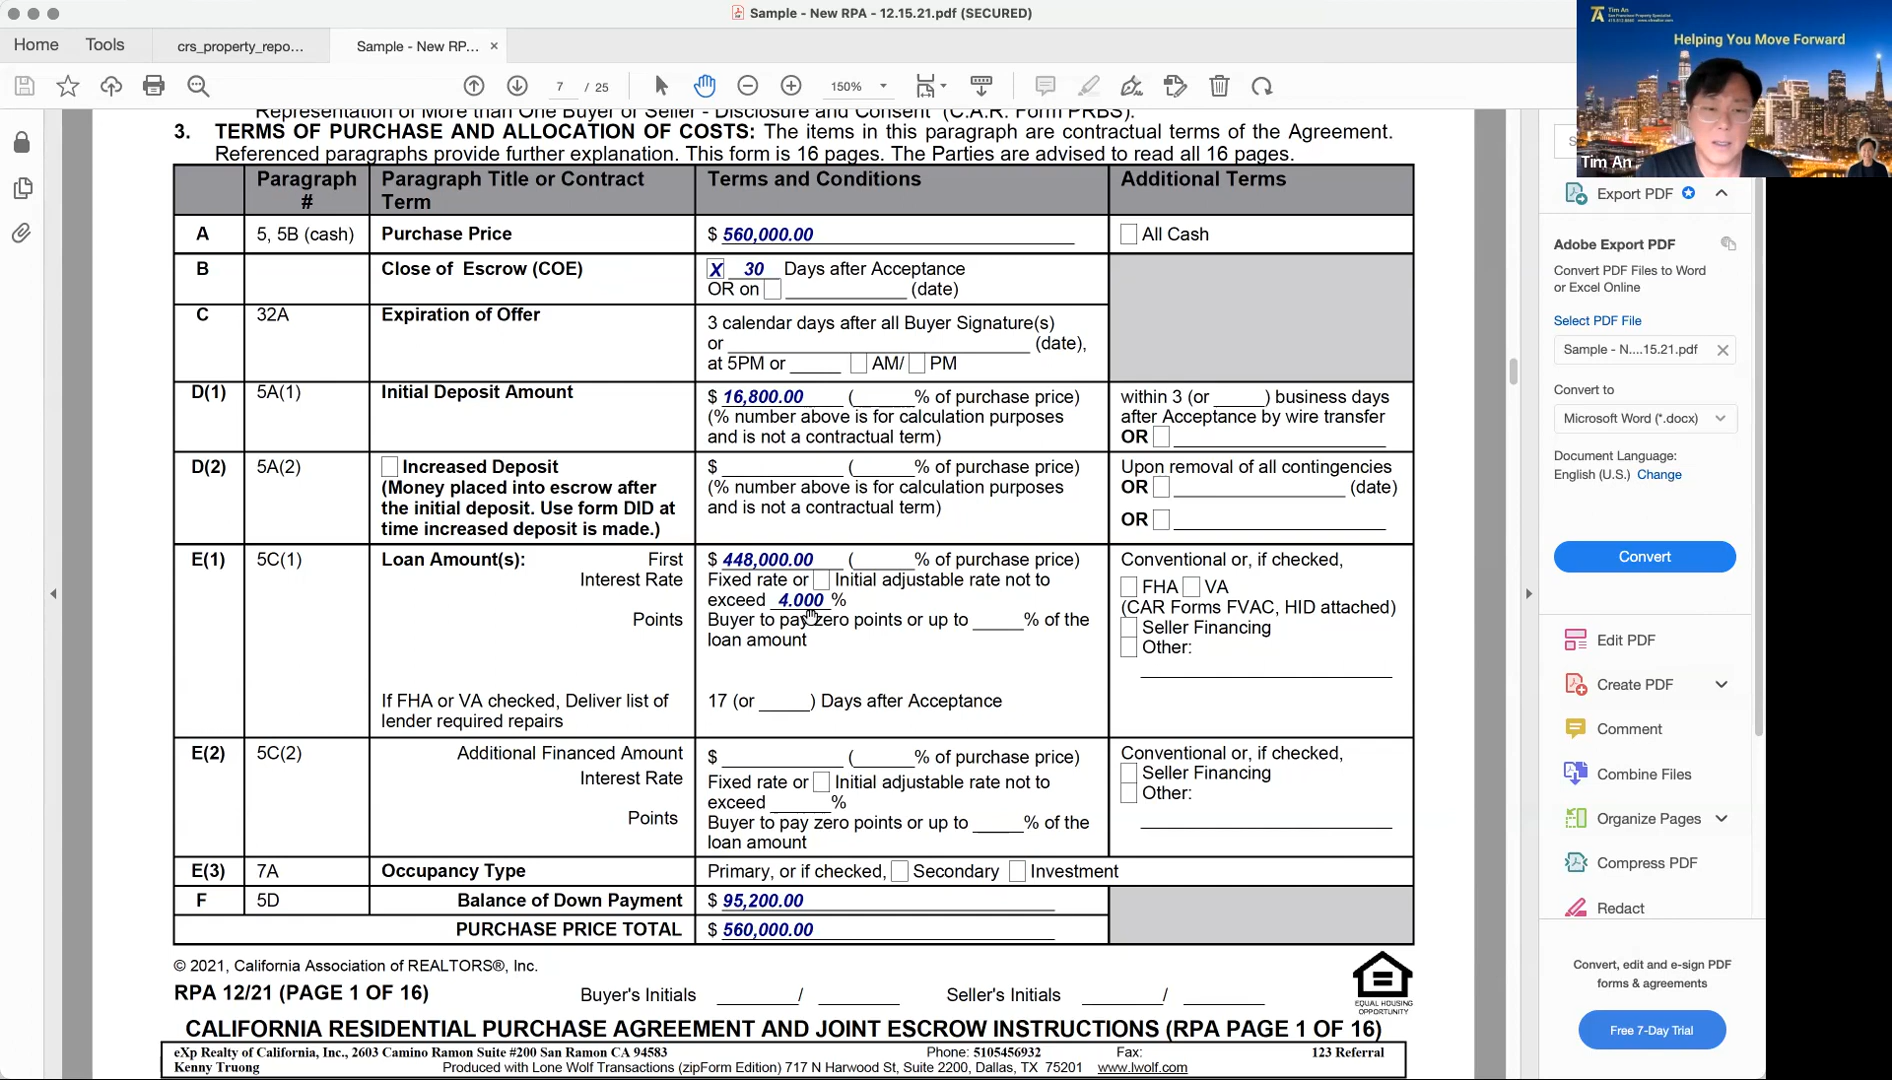 Sample - New RPA - 12.15.21.pdf (SECURED)
Home Tools crs_property_repo... Sample - New RP... ×
7 / 25 150%
Tim An
Helping You Move Forward
Tim An
Representation of More than One Buyer or Seller - Disclosure and Consent (C.A.R. Form PRBS).
3. TERMS OF PURCHASE AND ALLOCATION OF COSTS: The items in this paragraph are contractual terms of the Agreement.
Referenced paragraphs provide further explanation. This form is 16 pages. The Parties are advised to read all 16 pages.
Paragraph # Paragraph Title or Contract Term Terms and Conditions Additional Terms
A 5, 5B (cash) Purchase Price $ 560,000.00 All Cash
B Close of Escrow (COE) X 30 Days after Acceptance
OR on (date)
C 32A Expiration of Offer 3 calendar days after all Buyer Signature(s)
or (date),
at 5PM or AM/ PM
D(1) 5A(1) Initial Deposit Amount $ 16,800.00 ( % of purchase price) within 3 (or ) business days
(% number above is for calculation purposes after Acceptance by wire transfer
and is not a contractual term) OR
D(2) 5A(2) Increased Deposit $ ( % of purchase price) Upon removal of all contingencies
(Money placed into escrow after (% number above is for calculation purposes OR (date)
the initial deposit. Use form DID at and is not a contractual term)
time increased deposit is made.) OR
E(1) 5C(1) Loan Amount(s): First $ 448,000.00 ( % of purchase price) Conventional or, if checked,
Interest Rate Fixed rate or Initial adjustable rate not to FHA VA
exceed 4.000 % (CAR Forms FVAC, HID attached)
Points Buyer to pay zero points or up to % of the Seller Financing
loan amount Other:
If FHA or VA checked, Deliver list of 17 (or ) Days after Acceptance
lender required repairs
E(2) 5C(2) Additional Financed Amount $ ( % of purchase price) Conventional or, if checked,
Interest Rate Fixed rate or Initial adjustable rate not to Seller Financing
exceed % Other:
Points Buyer to pay zero points or up to % of the
loan amount
E(3) 7A Occupancy Type Primary, or if checked, Secondary Investment
F 5D Balance of Down Payment $ 95,200.00
PURCHASE PRICE TOTAL $ 560,000.00
© 2021, California Association of REALTORS®, Inc.
RPA 12/21 (PAGE 1 OF 16) Buyer's Initials / Seller's Initials /
EQUAL HOUSING
OPPORTUNITY
CALIFORNIA RESIDENTIAL PURCHASE AGREEMENT AND JOINT ESCROW INSTRUCTIONS (RPA PAGE 1 OF 16)
eXp Realty of California, Inc., 2603 Camino Ramon Suite #200 San Ramon CA 94583 Phone: 5105456932 Fax: 123 Referral
Kenny Truong Produced with Lone Wolf Transactions (zipForm Edition) 717 N Harwood St, Suite 2200, Dallas, TX 75201 www.lwolf.com
Export PDF
Adobe Export PDF
Convert PDF Files to Word
or Excel Online
Select PDF File
Sample - N....15.21.pdf
Convert to
Microsoft Word (*.docx)
Document Language:
English (U.S.) Change
Convert
Edit PDF
Create PDF
Comment
Combine Files
Organize Pages
Compress PDF
Redact
Convert, edit and e-sign PDF
forms & agreements
Free 7-Day Trial